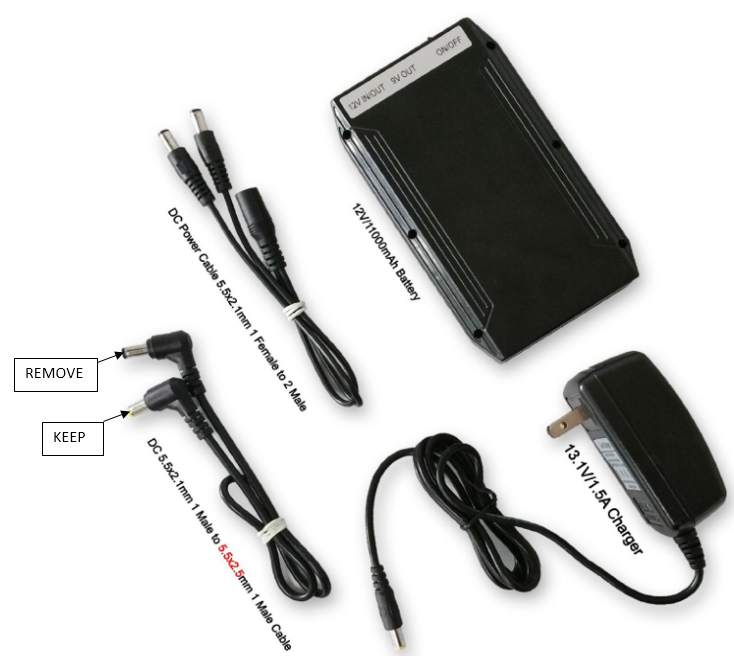 12V IN/OUT 9V OUT ON/OFF
12V/11000mAh Battery
DC Power Cable 5.5x2.1mm 1 Female to 2 Male
REMOVE
KEEP
DC 5.5x2.1mm 1 Male to 5.5x2.5mm 1 Male Cable
13.1V/1.5A Charger